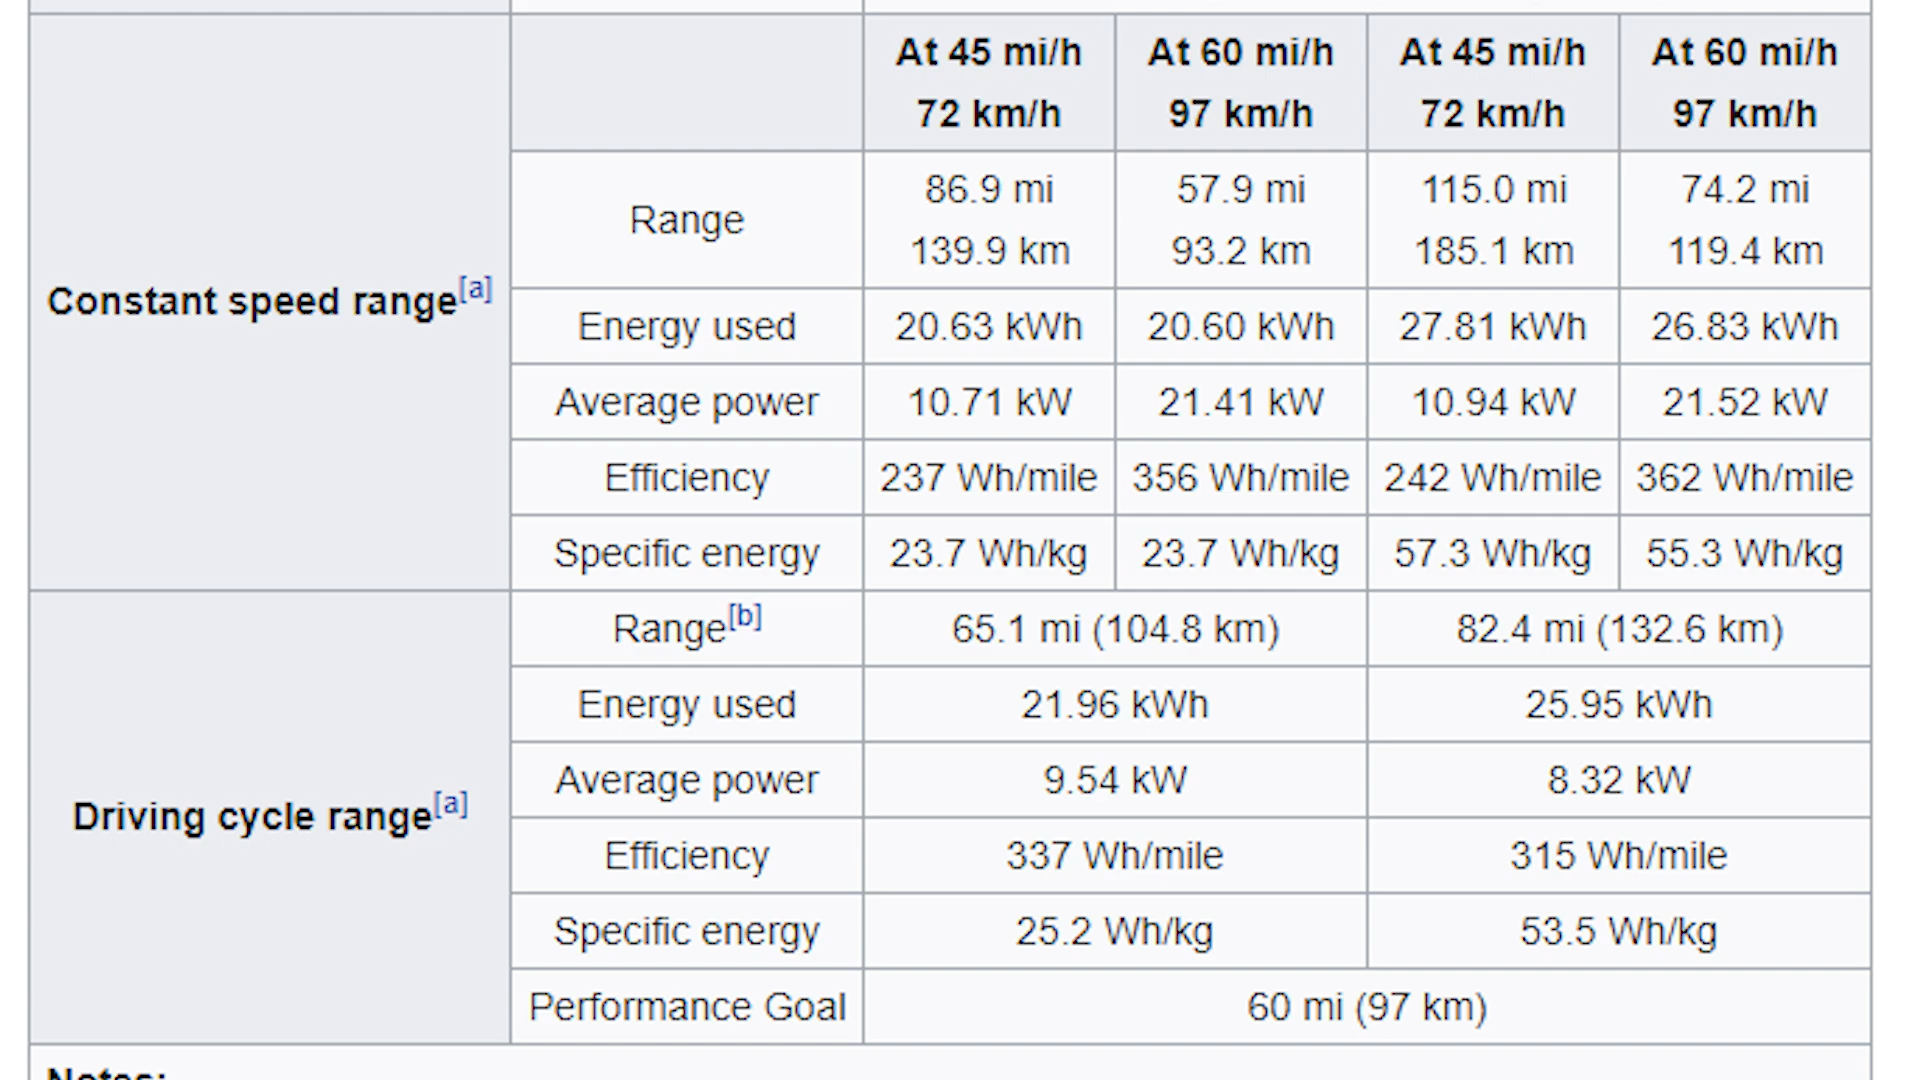 At 45 mi/h At 60 mi/h At 45 mi/h At 60 mi/h
72 km/h 97 km/h 72 km/h 97 km/h
Constant speed range[a]
Range 86.9 mi 57.9 mi 115.0 mi 74.2 mi
139.9 km 93.2 km 185.1 km 119.4 km
Energy used 20.63 kWh 20.60 kWh 27.81 kWh 26.83 kWh
Average power 10.71 kW 21.41 kW 10.94 kW 21.52 kW
Efficiency 237 Wh/mile 356 Wh/mile 242 Wh/mile 362 Wh/mile
Specific energy 23.7 Wh/kg 23.7 Wh/kg 57.3 Wh/kg 55.3 Wh/kg
Driving cycle range[a]
Range[b] 65.1 mi (104.8 km) 82.4 mi (132.6 km)
Energy used 21.96 kWh 25.95 kWh
Average power 9.54 kW 8.32 kW
Efficiency 337 Wh/mile 315 Wh/mile
Specific energy 25.2 Wh/kg 53.5 Wh/kg
Performance Goal 60 mi (97 km)
Notes: